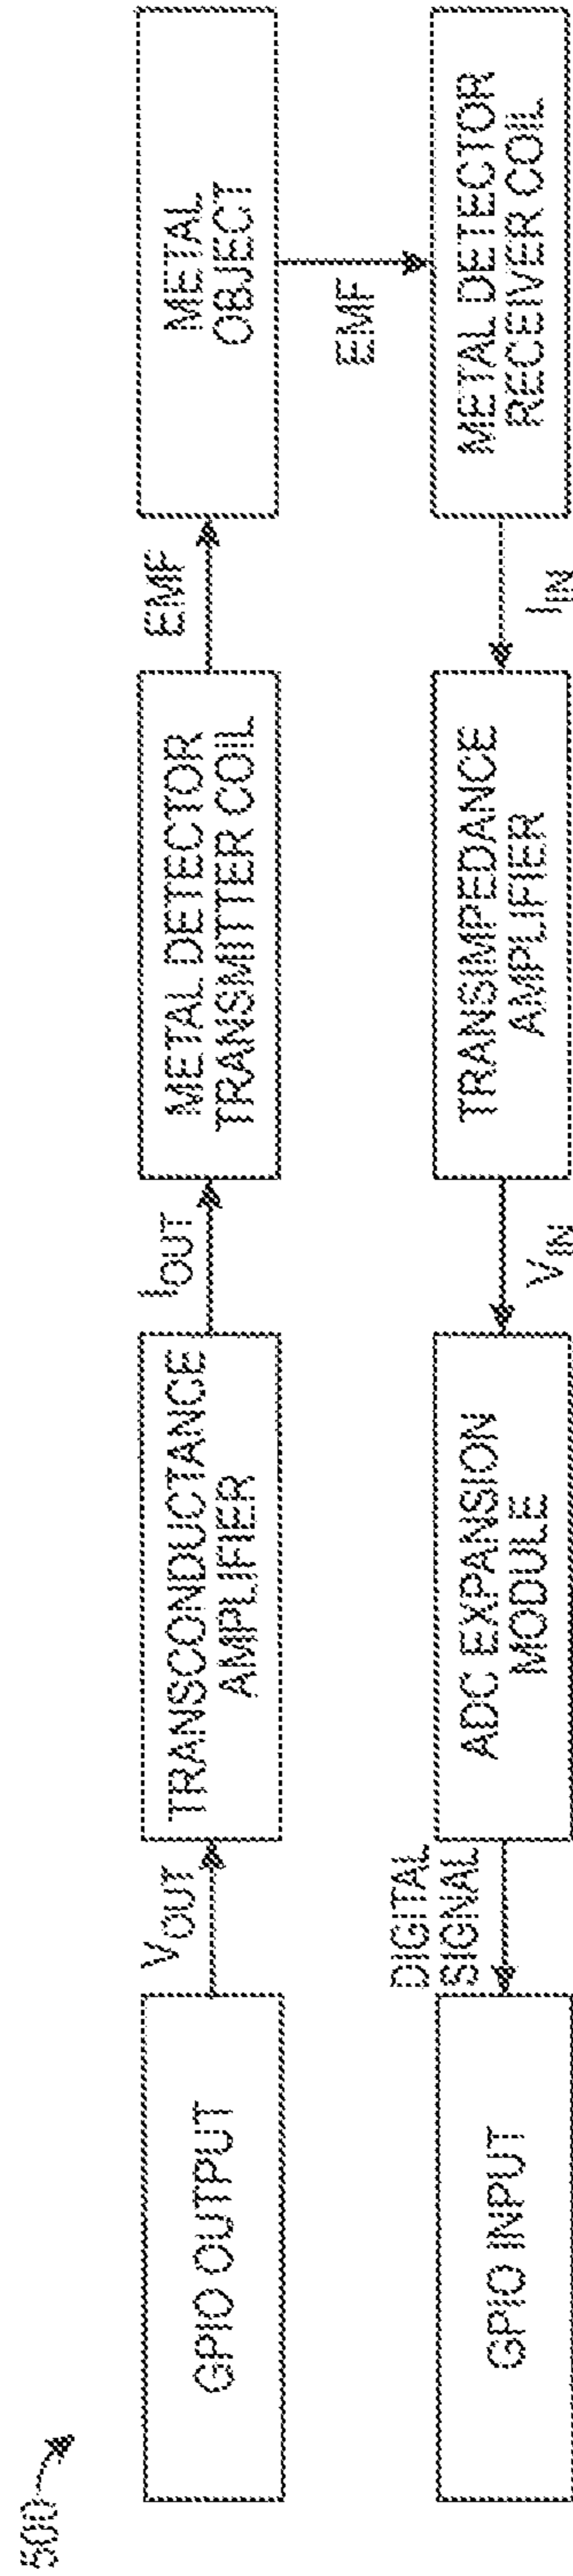 500
GPIO OUTPUT
VOUT
TRANSCONDUCTANCE
AMPLIFIER
IOUT
METAL DETECTOR
TRANSMITTER COIL
EMF
METAL
OBJECT
EMF
METAL DETECTOR
RECEIVER COIL
IIN
TRANSIMPEDANCE
AMPLIFIER
VIN
ADC EXPANSION
MODULE
DIGITAL
SIGNAL
GPIO INPUT